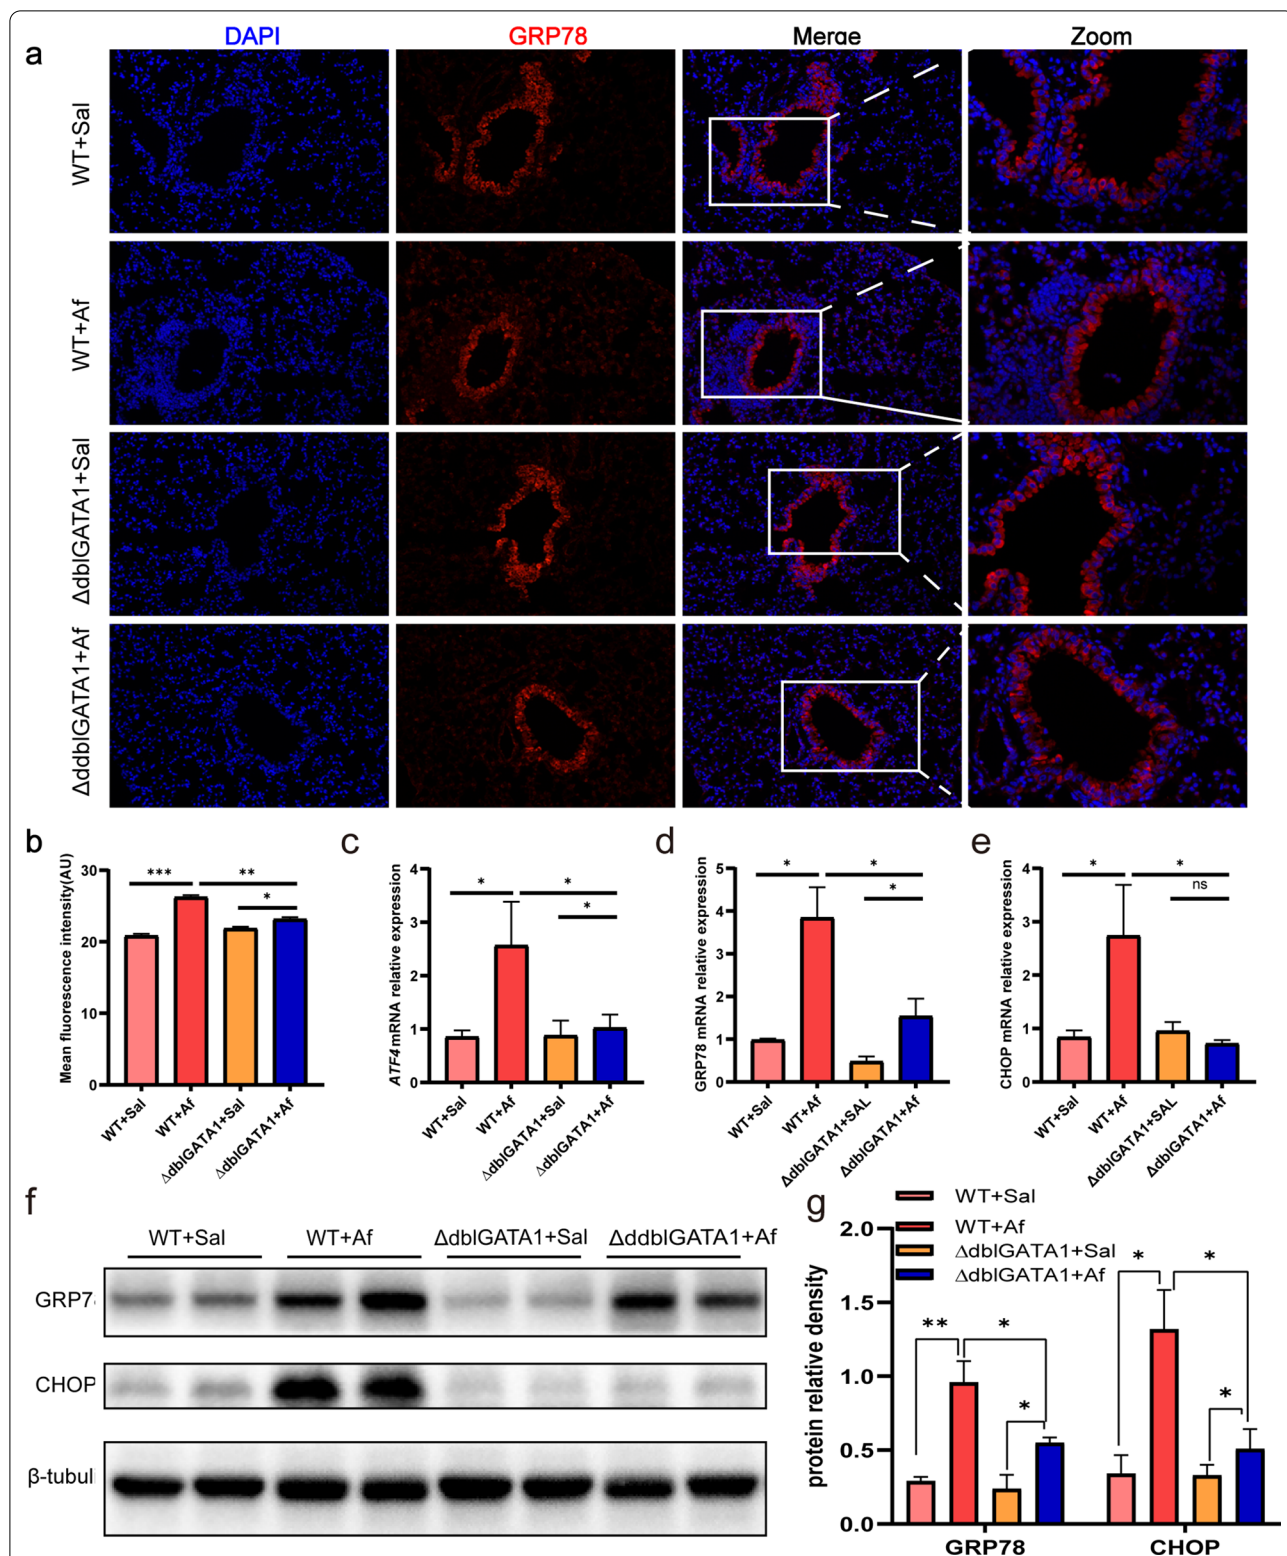 a
DAPI GRP78 Merge Zoom
WT+Sal
WT+Af
ΔdblGATA1+Sal
ΔddblGATA1+Af
b
Mean fluorescence intensity(AU)
30
20
10
0
*** ** *
WT+Sal WT+Af ΔdblGATA1+Sal ΔdblGATA1+Af
c
ATF4 mRNA relative expression
4
3
2
1
0
* * *
WT+Sal WT+Af ΔdblGATA1+Sal ΔdblGATA1+Af
d
GRP78 mRNA relative expression
5
4
3
2
1
0
* * *
WT+Sal WT+Af ΔdblGATA1+SAL ΔdblGATA1+Af
e
CHOP mRNA relative expression
4
3
2
1
0
* * ns
WT+Sal WT+Af ΔdblGATA1+SAL ΔdblGATA1+Af
f
WT+Sal WT+Af ΔdblGATA1+Sal ΔddblGATA1+Af
GRP7
CHOP
β-tubuli
g
WT+Sal
WT+Af
ΔdblGATA1+Sal
ΔdblGATA1+Af
protein relative density
2.0
1.5
1.0
0.5
0.0
** * *
* * *
GRP78 CHOP